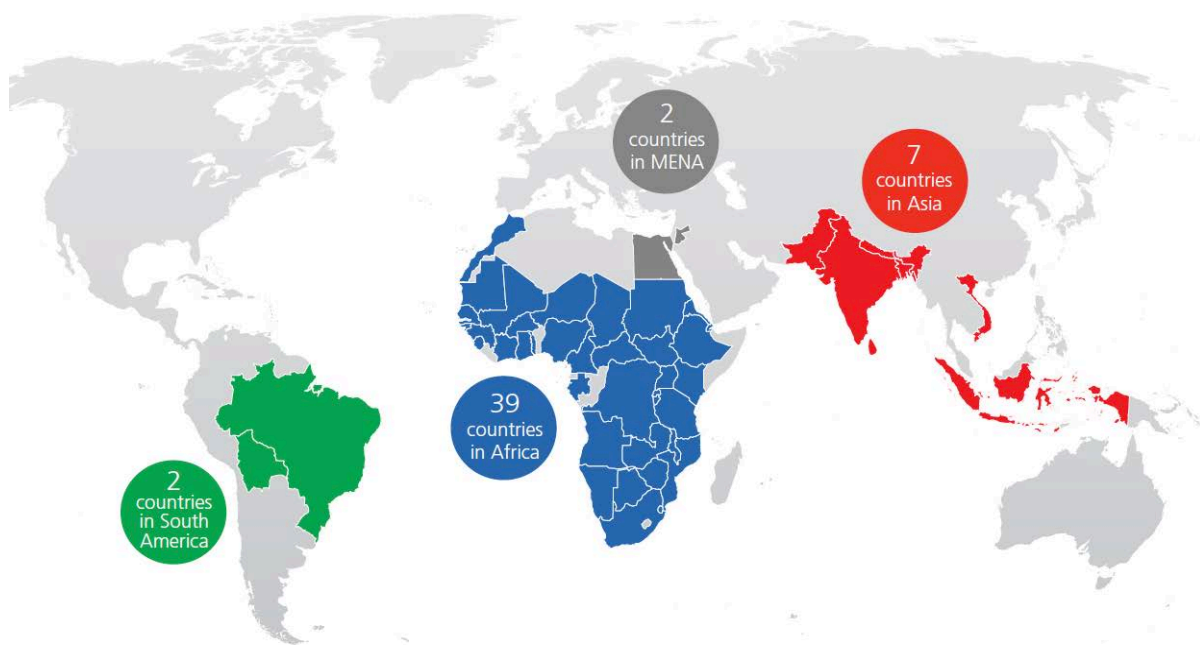 2
countries
in MENA
7
countries
in Asia
39
countries
in Africa
2
countries
in South
America